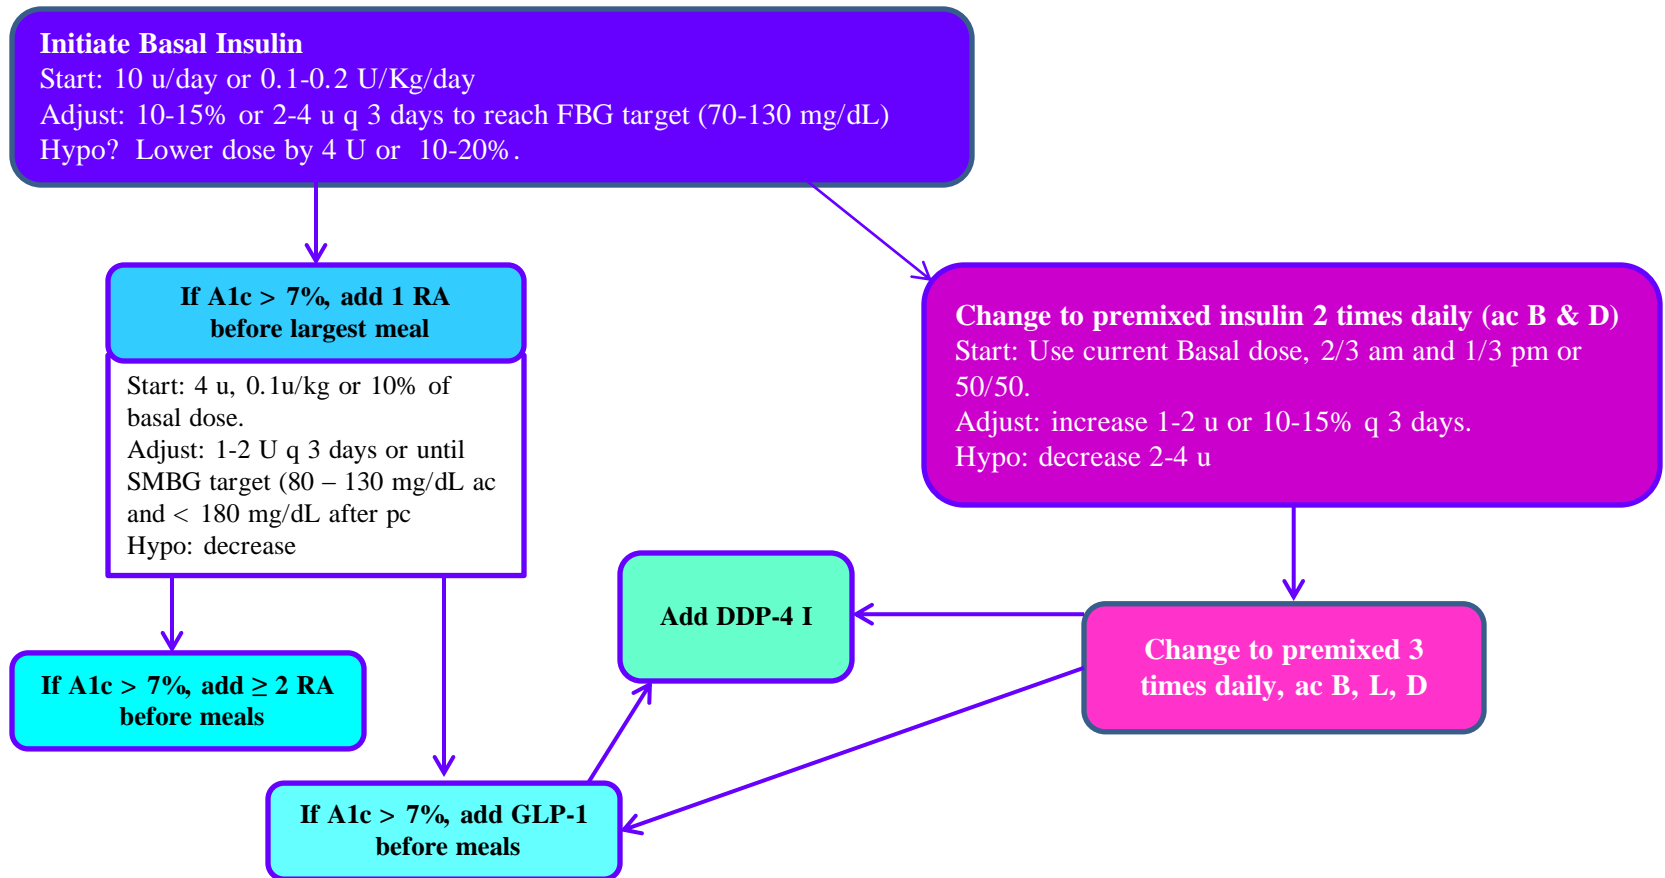 Initiate Basal Insulin
Start: 10 u/day or 0.1-0.2 U/Kg/day
Adjust: 10-15% or 2-4 u q 3 days to reach FBG target (70-130 mg/dL)
Hypo? Lower dose by 4 U or 10-20%.
If A1c > 7%, add 1 RA
before largest meal
Start: 4 u, 0.1u/kg or 10% of
basal dose.
Adjust: 1-2 U q 3 days or until
SMBG target (80 – 130 mg/dL ac
and < 180 mg/dL after pc
Hypo: decrease
Change to premixed insulin 2 times daily (ac B & D)
Start: Use current Basal dose, 2/3 am and 1/3 pm or
50/50.
Adjust: increase 1-2 u or 10-15% q 3 days.
Hypo: decrease 2-4 u
Add DDP-4 I
Change to premixed 3
times daily, ac B, L, D
If A1c > 7%, add ≥ 2 RA
before meals
If A1c > 7%, add GLP-1
before meals